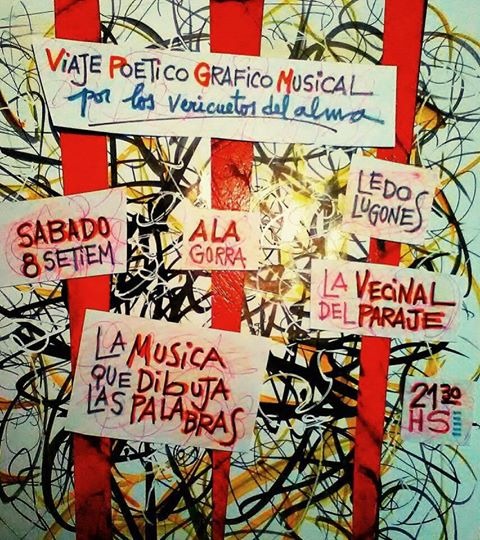 VIAJE POETICO GRAFICO MUSICAL
por los vericuetos del alma
LEDO
LUGONES
SABADO
8 SETIEM
A LA
GORRA
LA VECINAL
DEL PARAJE
LA MUSICA
QUE DIBUJA
LAS PALABRAS
21 30
HS